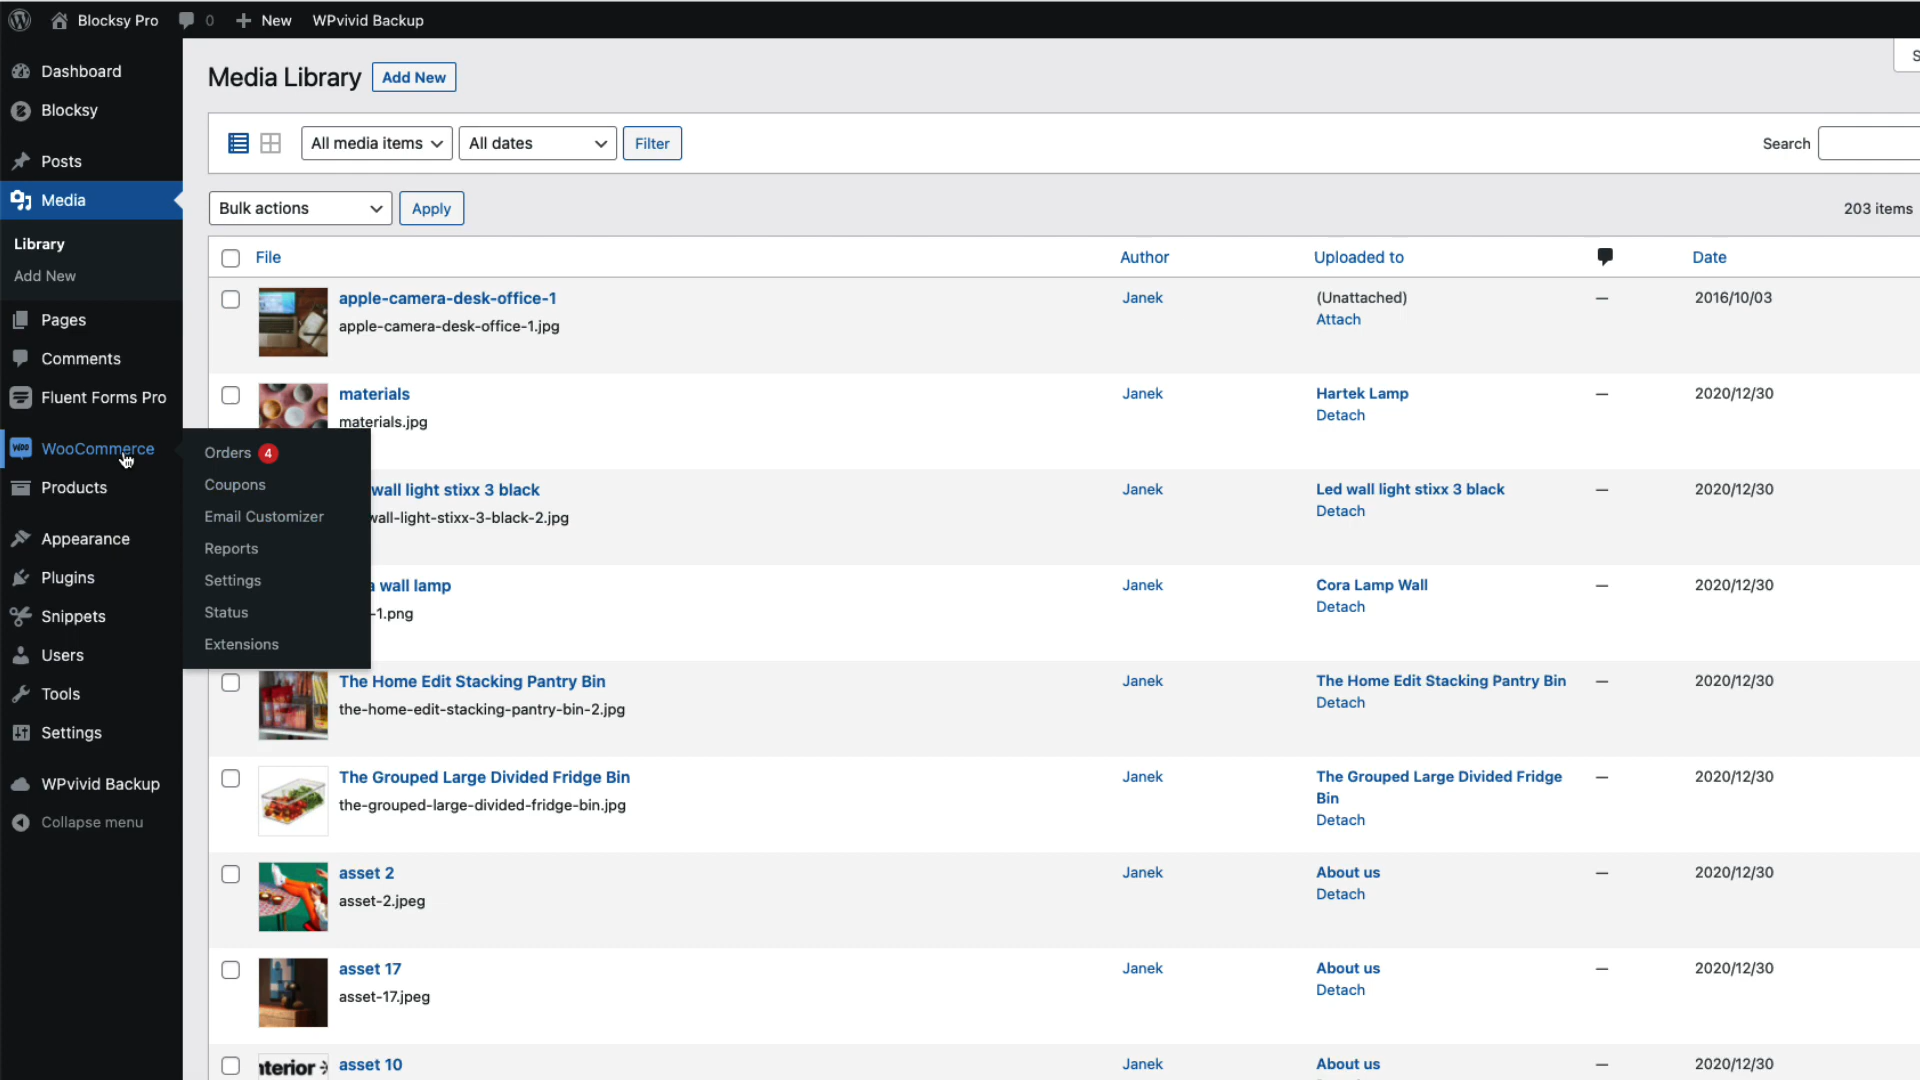 Blocksy Pro 0 New WPvivid Backup
Dashboard
Blocksy
Posts
Media
Library
Add New
Pages
Comments
Fluent Forms Pro
WooCommerce
Products
Appearance
Plugins
Snippets
Users
Tools
Settings
WPvivid Backup
Collapse menu
Orders 4
Coupons
Email Customizer
Reports
Settings
Status
Extensions
Media Library Add New
All media items All dates Filter Search
Bulk actions Apply 203 items
File Author Uploaded to Date
apple-camera-desk-office-1 Janek (Unattached) — 2016/10/03
apple-camera-desk-office-1.jpg Attach
materials Janek Hartek Lamp — 2020/12/30
materials.jpg Detach
wall light stixx 3 black Janek Led wall light stixx 3 black — 2020/12/30
wall-light-stixx-3-black-2.jpg Detach
a wall lamp Janek Cora Lamp Wall — 2020/12/30
-1.png Detach
The Home Edit Stacking Pantry Bin Janek The Home Edit Stacking Pantry Bin — 2020/12/30
the-home-edit-stacking-pantry-bin-2.jpg Detach
The Grouped Large Divided Fridge Bin Janek The Grouped Large Divided Fridge — 2020/12/30
Bin
the-grouped-large-divided-fridge-bin.jpg Detach
asset 2 Janek About us — 2020/12/30
asset-2.jpeg Detach
asset 17 Janek About us — 2020/12/30
asset-17.jpeg Detach
nterior asset 10 Janek About us — 2020/12/30